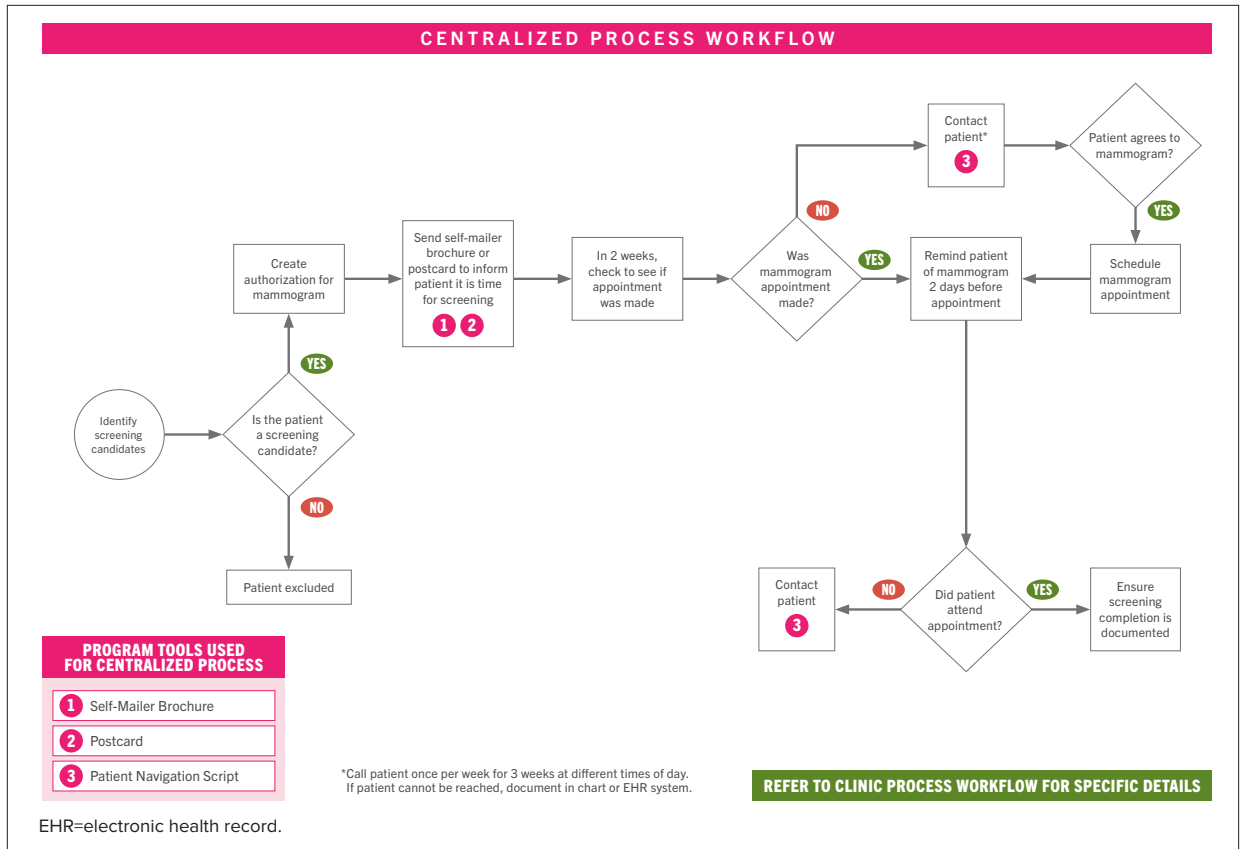 CENTRALIZED PROCESS WORKFLOW
Identify
screening
candidates
Is the patient
a screening
candidate?
YES
NO
Patient excluded
Create
authorization for
mammogram
Send self-mailer
brochure or
postcard to inform
patient it is time
for screening
1 2
In 2 weeks,
check to see if
appointment
was made
Was
mammogram
appointment
made?
NO
YES
Contact
patient*
3
Patient agrees to
mammogram?
YES
Schedule
mammogram
appointment
Remind patient
of mammogram
2 days before
appointment
Did patient
attend
appointment?
NO
YES
Contact
patient
3
Ensure
screening
completion is
documented
PROGRAM TOOLS USED
FOR CENTRALIZED PROCESS
1 Self-Mailer Brochure
2 Postcard
3 Patient Navigation Script
*Call patient once per week for 3 weeks at different times of day.
If patient cannot be reached, document in chart or EHR system.
REFER TO CLINIC PROCESS WORKFLOW FOR SPECIFIC DETAILS
EHR=electronic health record.